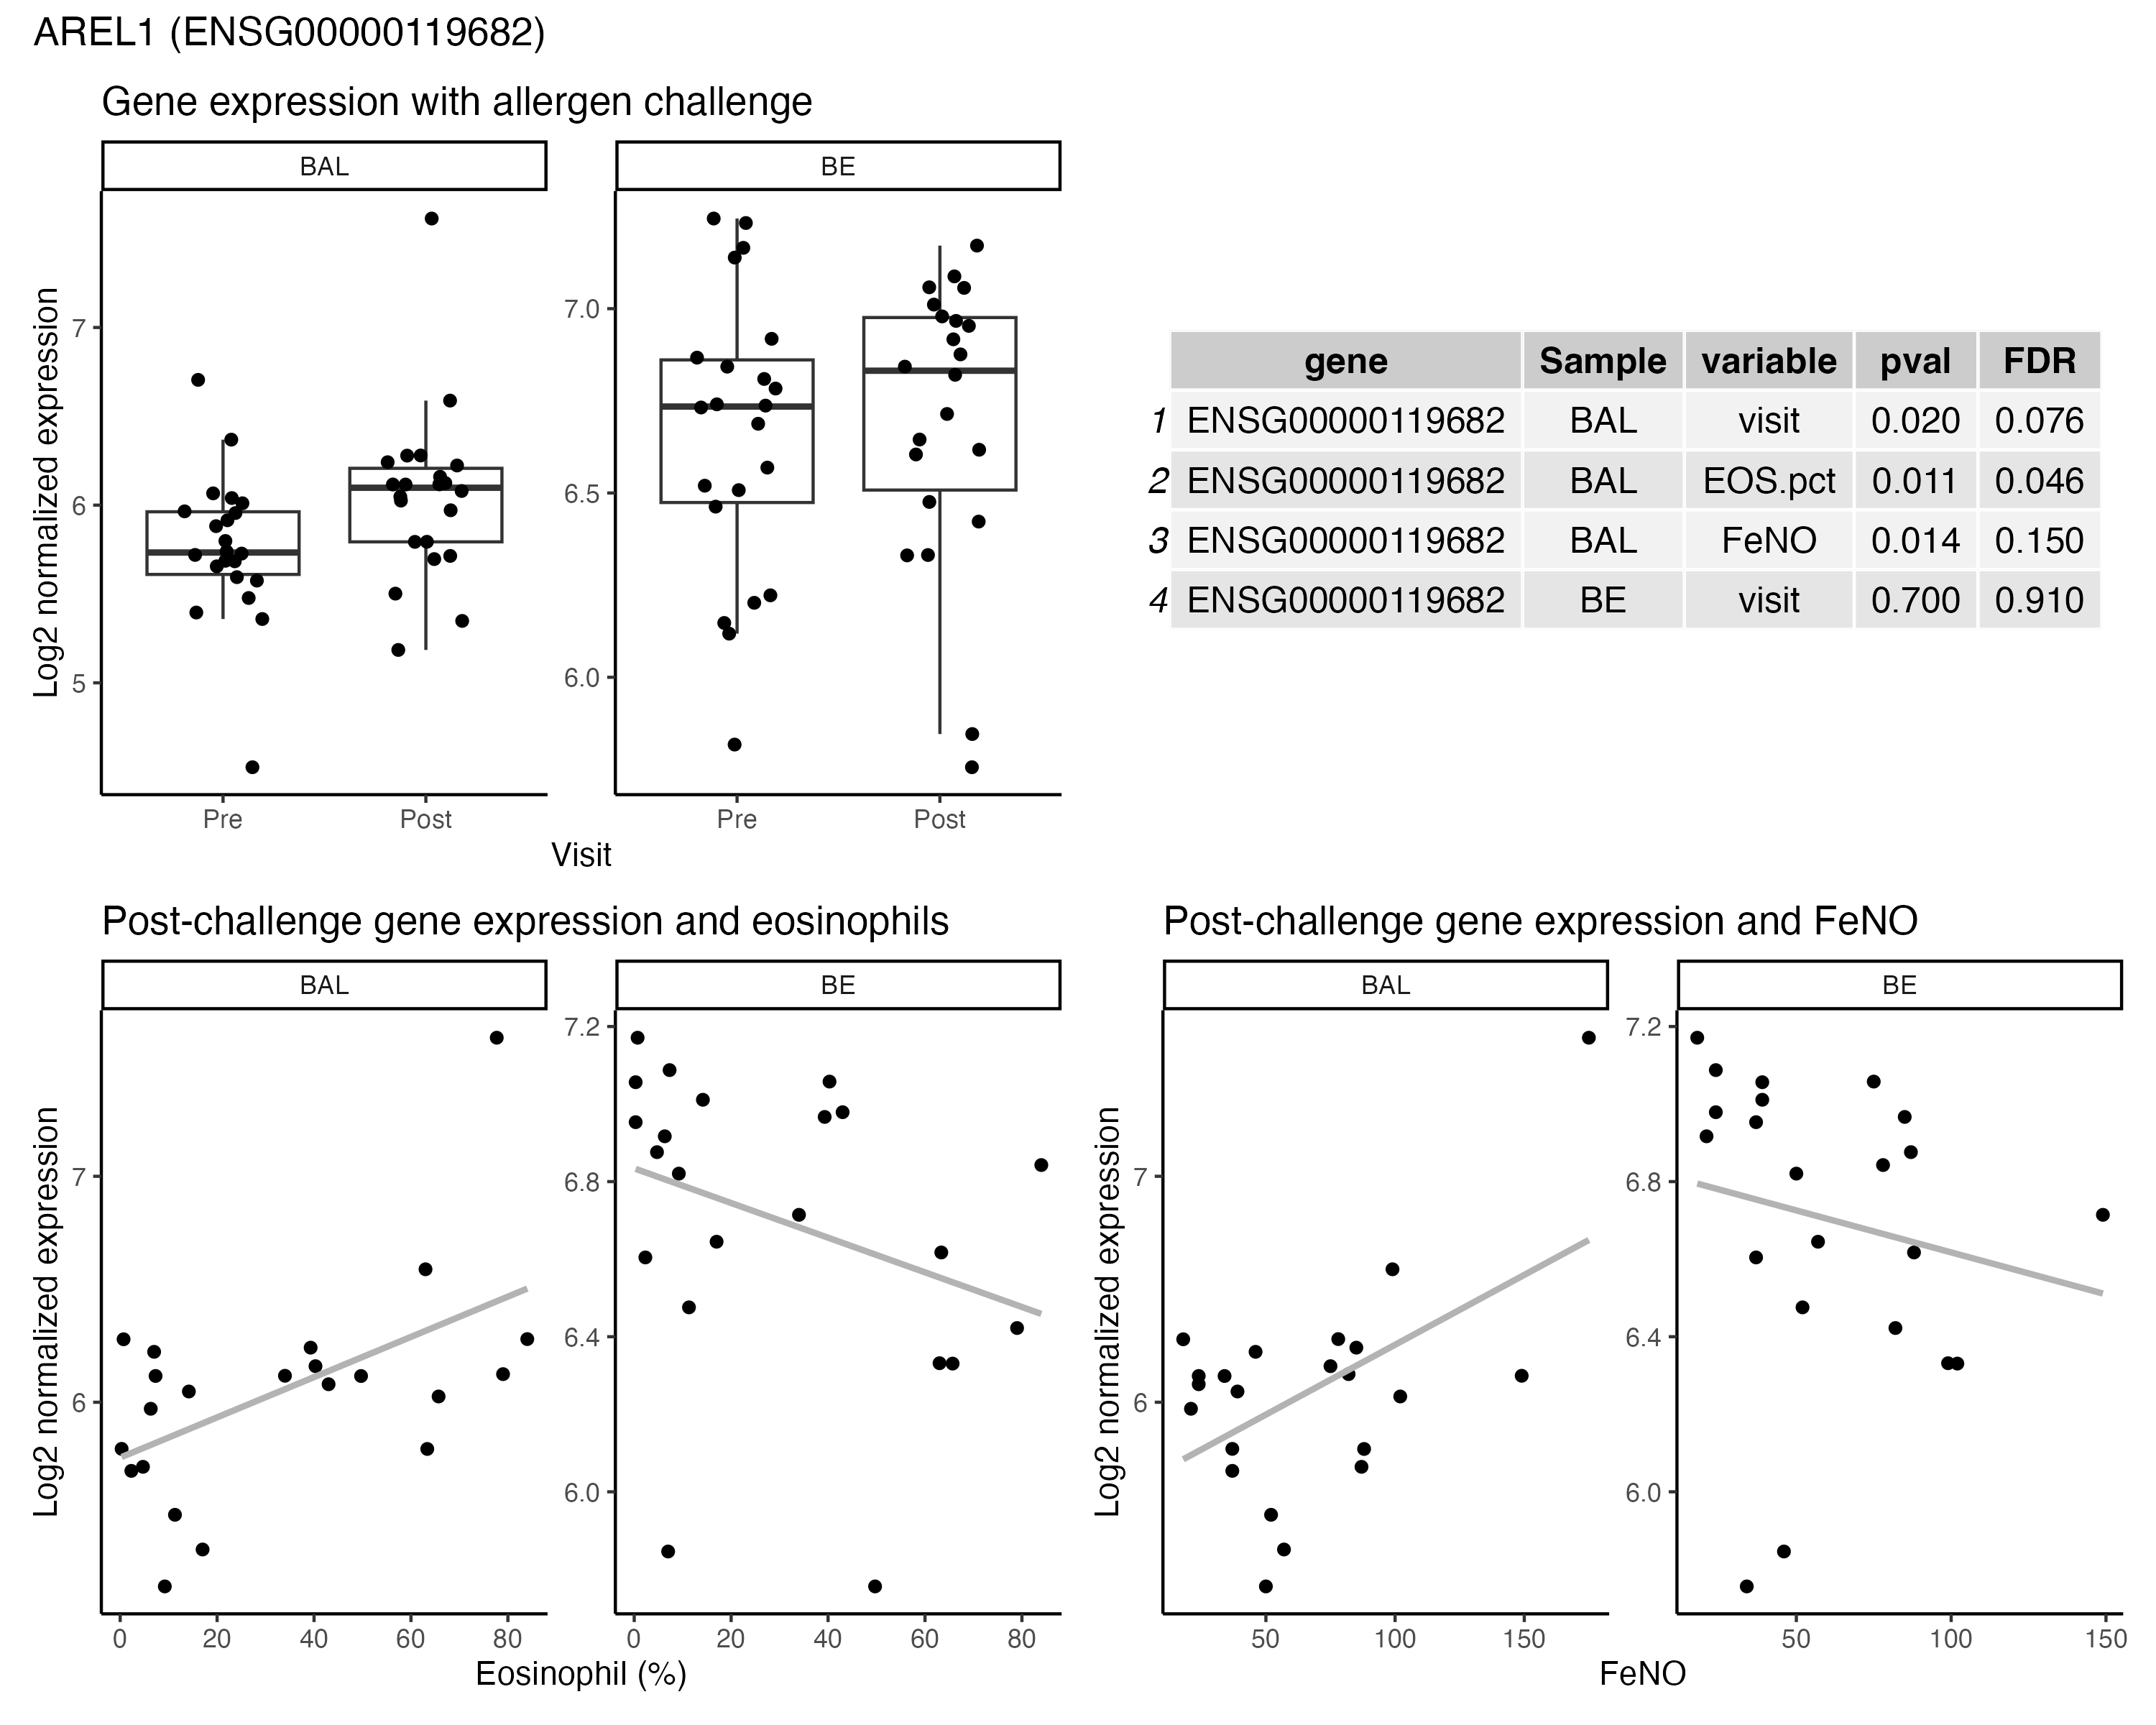 AREL1 (ENSG00000119682)
Gene expression with allergen challenge
BAL BE
Log2 normalized expression
7
6
5
7.0
6.5
6.0
Pre Post Pre Post
Visit
gene Sample variable pval FDR
1 ENSG00000119682 BAL visit 0.020 0.076
2 ENSG00000119682 BAL EOS.pct 0.011 0.046
3 ENSG00000119682 BAL FeNO 0.014 0.150
4 ENSG00000119682 BE visit 0.700 0.910
Post-challenge gene expression and eosinophils
BAL BE
Log2 normalized expression
7
6
7.2
6.8
6.4
6.0
0 20 40 60 80 0 20 40 60 80
Eosinophil (%)
Post-challenge gene expression and FeNO
BAL BE
Log2 normalized expression
7
6
7.2
6.8
6.4
6.0
50 100 150 50 100 150
FeNO